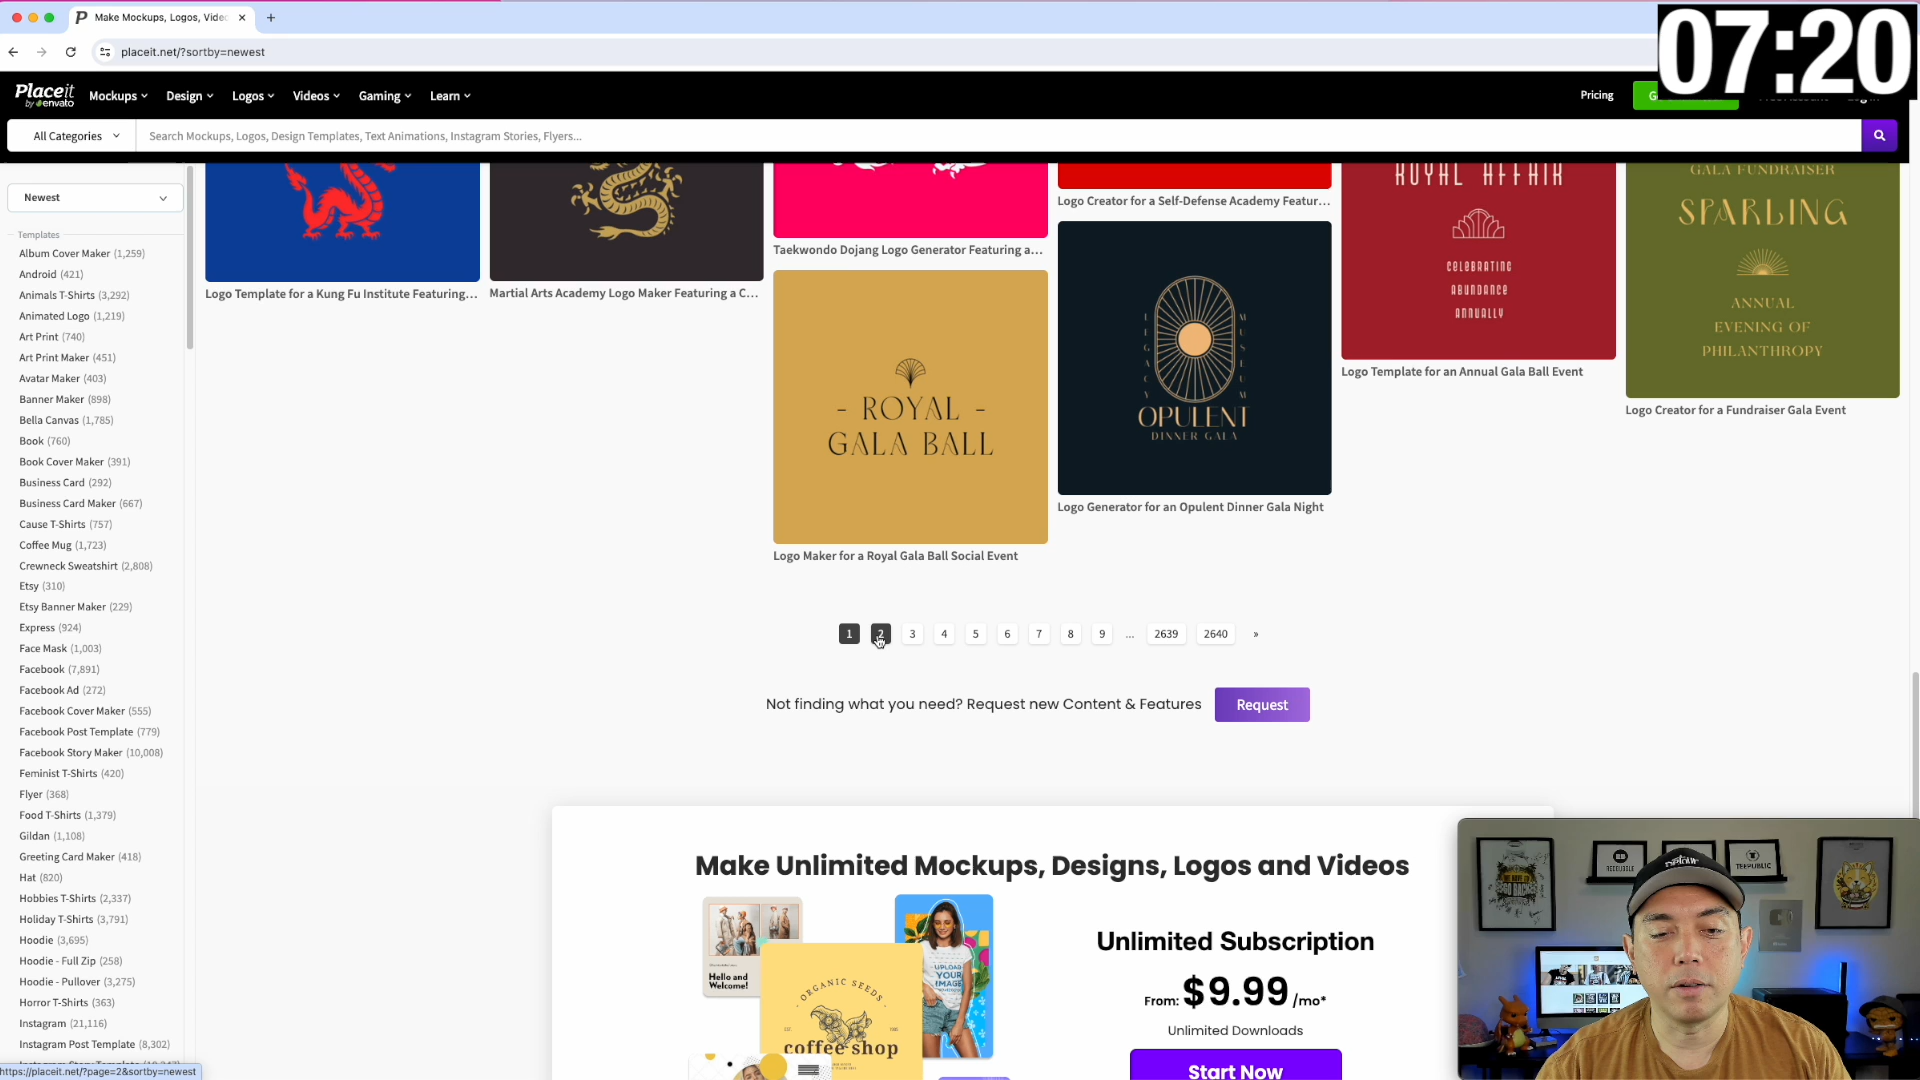 Make Mockups, Logos, Vide
placeit.net/?sortby=newest
07:20
Placeit
by envato
Mockups
Design
Logos
Videos
Gaming
Learn
Pricing
All Categories
Search Mockups, Logos, Design Templates, Text Animations, Instagram Stories, Flyers...
Newest
Templates
Album Cover Maker (1,259)
Android (421)
Animals T-Shirts (3,292)
Animated Logo (1,219)
Art Print (740)
Art Print Maker (451)
Avatar Maker (403)
Banner Maker (898)
Bella Canvas (1,785)
Book (760)
Book Cover Maker (391)
Business Card (292)
Business Card Maker (667)
Cause T-Shirts (757)
Coffee Mug (1,723)
Crewneck Sweatshirt (2,808)
Etsy (310)
Etsy Banner Maker (229)
Express (924)
Face Mask (1,003)
Facebook (7,891)
Facebook Ad (272)
Facebook Cover Maker (555)
Facebook Post Template (779)
Facebook Story Maker (10,008)
Feminist T-Shirts (420)
Flyer (368)
Food T-Shirts (1,379)
Gildan (1,108)
Greeting Card Maker (418)
Hat (820)
Hobbies T-Shirts (2,337)
Holiday T-Shirts (3,791)
Hoodie (3,695)
Hoodie - Full Zip (258)
Hoodie - Pullover (3,275)
Horror T-Shirts (363)
Instagram (21,116)
Instagram Post Template (8,302)
https://placeit.net/?page=2&sortby=newest
Logo Template for a Kung Fu Institute Featuring...
Martial Arts Academy Logo Maker Featuring a C...
Taekwondo Dojang Logo Generator Featuring a...
- ROYAL -
GALA BALL
Logo Maker for a Royal Gala Ball Social Event
Logo Creator for a Self-Defense Academy Featur...
LEGACY
MUSEUM
OPULENT
DINNER GALA
Logo Generator for an Opulent Dinner Gala Night
ROYAL AFFAIR
CELEBRATING
ABUNDANCE
ANNUALLY
Logo Template for an Annual Gala Ball Event
GALA FUNDRAISER
SPARLING
ANNUAL
EVENING OF
PHILANTHROPY
Logo Creator for a Fundraiser Gala Event
1 2 3 4 5 6 7 8 9 ... 2639 2640 »
Not finding what you need? Request new Content & Features
Request
Make Unlimited Mockups, Designs, Logos and Videos
Hello and
Welcome!
ORGANIC SEEDS
coffee shop
UPLOAD
YOUR
IMAGE
Unlimited Subscription
From: $9.99 /mo*
Unlimited Downloads
Start Now
REDBUBBLE
TEEPUBLIC